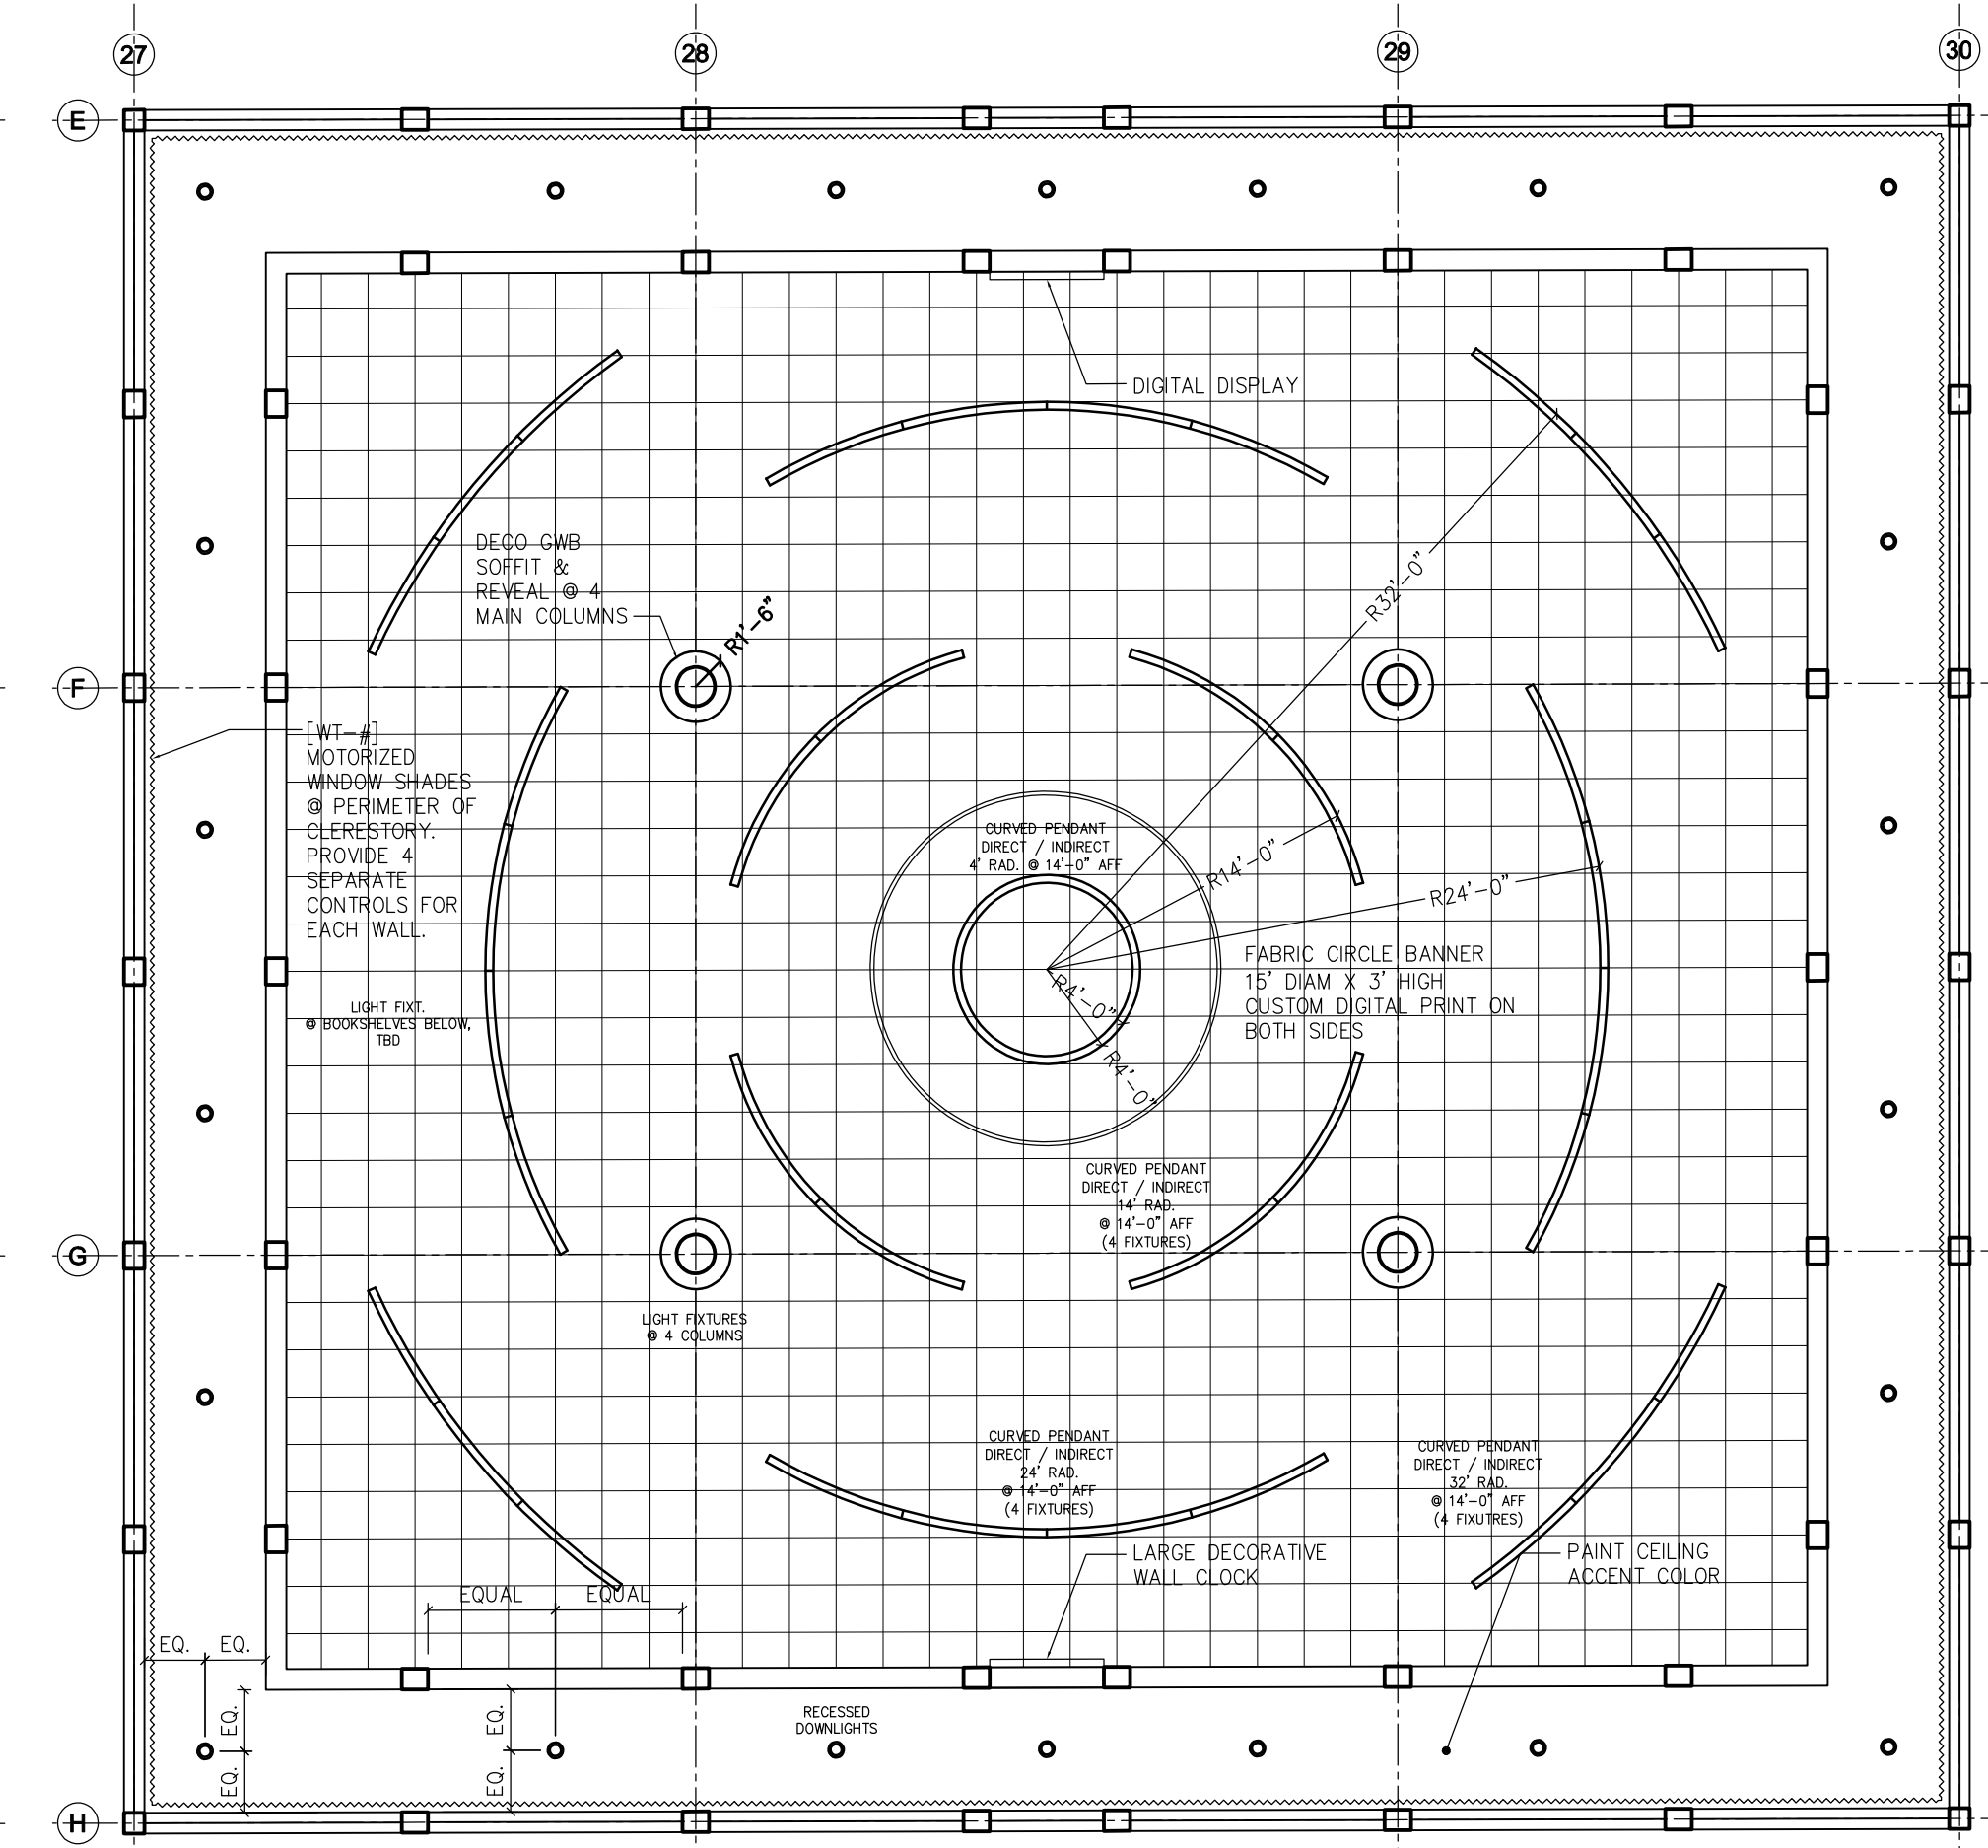 27
28
29
30
E
F
G
H
DIGITAL DISPLAY
DECO GWB
SOFFIT &
REVEAL @ 4
MAIN COLUMNS
R1'-6"
R32'-0"
[WT-#]
MOTORIZED
WINDOW SHADES
@ PERIMETER OF
CLERESTORY.
PROVIDE 4
SEPARATE
CONTROLS FOR
EACH WALL.
CURVED PENDANT
DIRECT / INDIRECT
4' RAD. @ 14'-0" AFF
R14'-0"
R24'-0"
R4'-0"
R4'-0"
FABRIC CIRCLE BANNER
15' DIAM X 3' HIGH
CUSTOM DIGITAL PRINT ON
BOTH SIDES
LIGHT FIXT.
@ BOOKSHELVES BELOW,
TBD
CURVED PENDANT
DIRECT / INDIRECT
14' RAD.
@ 14'-0" AFF
(4 FIXTURES)
LIGHT FIXTURES
@ 4 COLUMNS
CURVED PENDANT
DIRECT / INDIRECT
24' RAD.
@ 14'-0" AFF
(4 FIXTURES)
CURVED PENDANT
DIRECT / INDIRECT
32' RAD.
@ 14'-0" AFF
(4 FIXUTRES)
LARGE DECORATIVE
WALL CLOCK
PAINT CEILING
ACCENT COLOR
EQUAL
EQUAL
EQ.
EQ.
EQ.
EQ.
EQ.
EQ.
RECESSED
DOWNLIGHTS